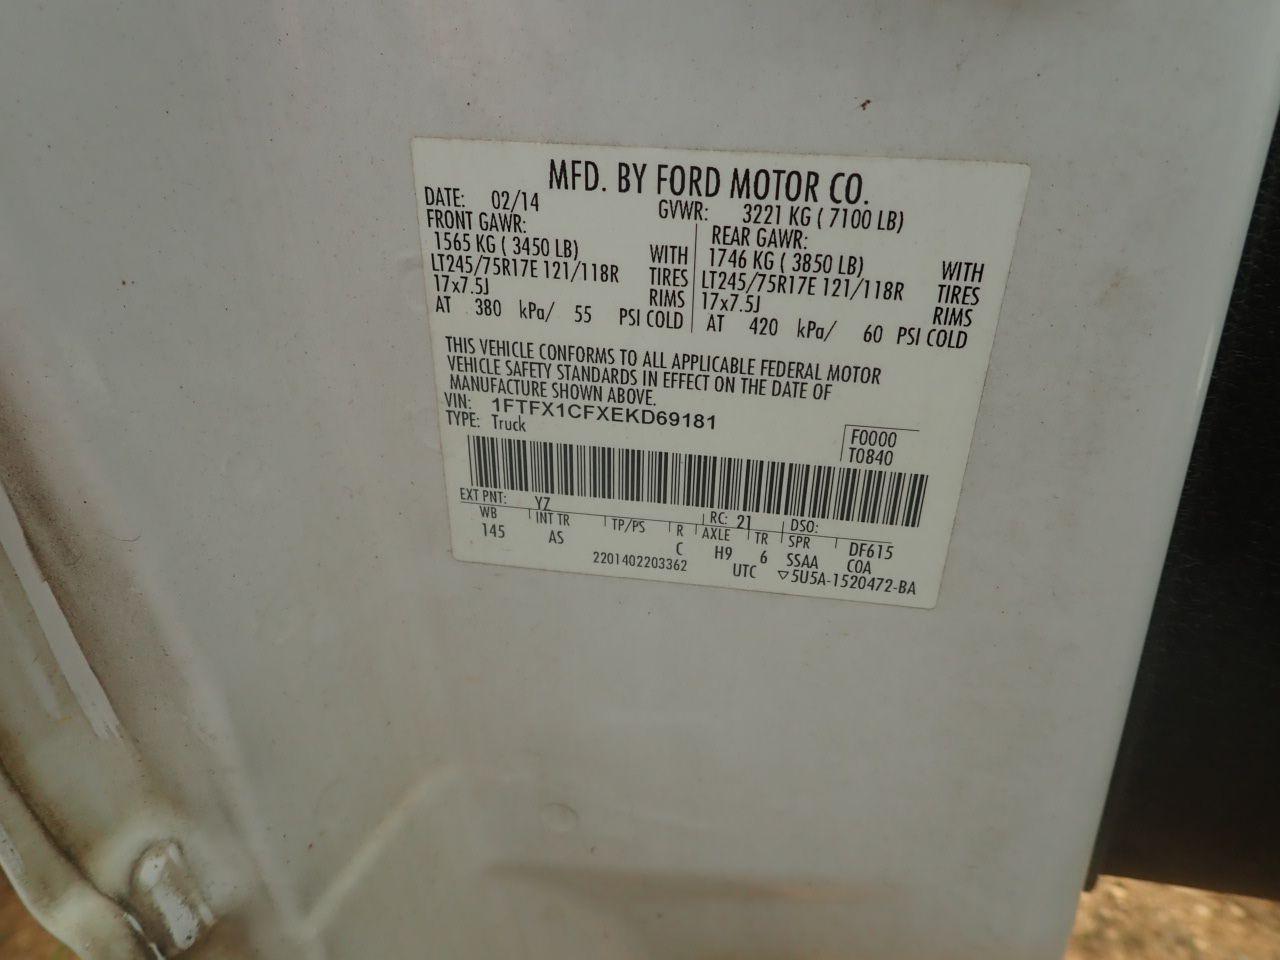 MFD. BY FORD MOTOR CO.
DATE: 02/14 GVWR: 3221 KG ( 7100 LB)
FRONT GAWR: REAR GAWR:
1565 KG ( 3450 LB) WITH 1746 KG ( 3850 LB) WITH
LT245/75R17E 121/118R TIRES LT245/75R17E 121/118R TIRES
17x7.5J RIMS 17x7.5J RIMS
AT 380 kPa/ 55 PSI COLD AT 420 kPa/ 60 PSI COLD
THIS VEHICLE CONFORMS TO ALL APPLICABLE FEDERAL MOTOR
VEHICLE SAFETY STANDARDS IN EFFECT ON THE DATE OF
MANUFACTURE SHOWN ABOVE.
VIN: 1FTFX1CFXEKD69181
TYPE: Truck F0000
T0840
EXT PNT: YZ RC: 21 DSO:
WB INT TR TP/PS R AXLE TR SPR DF615
145 AS C H9 6 SSAA COA
2201402203362 UTC ▽5U5A-1520472-BA